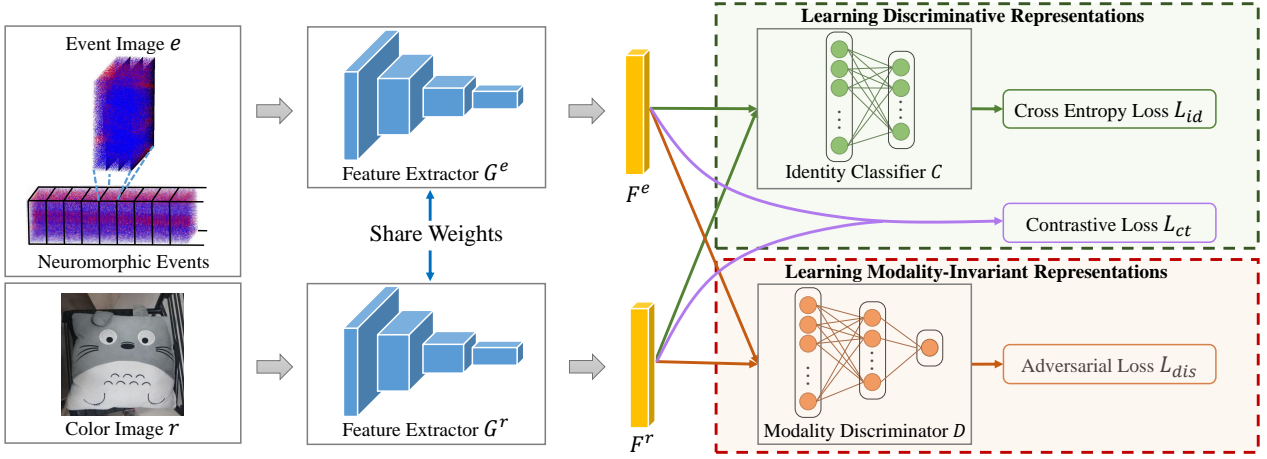 Event Image e
Neuromorphic Events
Color Image r
Feature Extractor G^e
Share Weights
Feature Extractor G^r
F^e
F^r
Learning Discriminative Representations
Identity Classifier C
Cross Entropy Loss L_id
Contrastive Loss L_ct
Learning Modality-Invariant Representations
Modality Discriminator D
Adversarial Loss L_dis